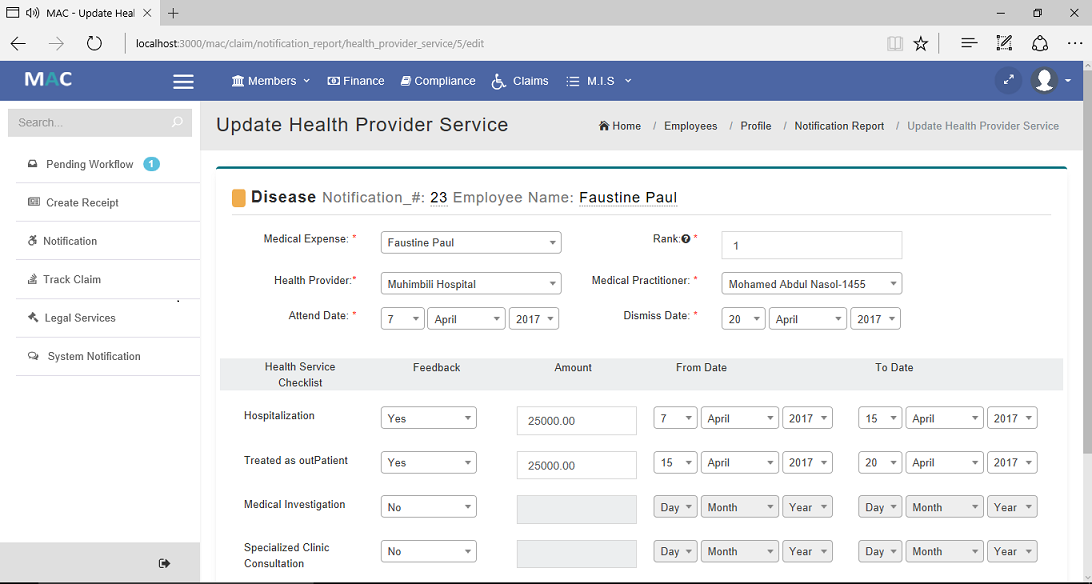 MAC - Update Heal
localhost:3000/mac/claim/notification_report/health_provider_service/5/edit
MAC Members Finance Compliance Claims M.I.S
Search...
Pending Workflow 1
Create Receipt
Notification
Track Claim
Legal Services
System Notification
Update Health Provider Service
Home / Employees / Profile / Notification Report / Update Health Provider Service
Disease Notification_#: 23 Employee Name: Faustine Paul
Medical Expense: * Faustine Paul Rank: * 1
Health Provider:* Muhimbili Hospital Medical Practitioner: * Mohamed Abdul Nasol-1455
Attend Date: * 7 April 2017 Dismiss Date: * 20 April 2017
Health Service Checklist Feedback Amount From Date To Date
Hospitalization Yes 25000.00 7 April 2017 15 April 2017
Treated as outPatient Yes 25000.00 15 April 2017 20 April 2017
Medical Investigation No Day Month Year Day Month Year
Specialized Clinic Consultation No Day Month Year Day Month Year